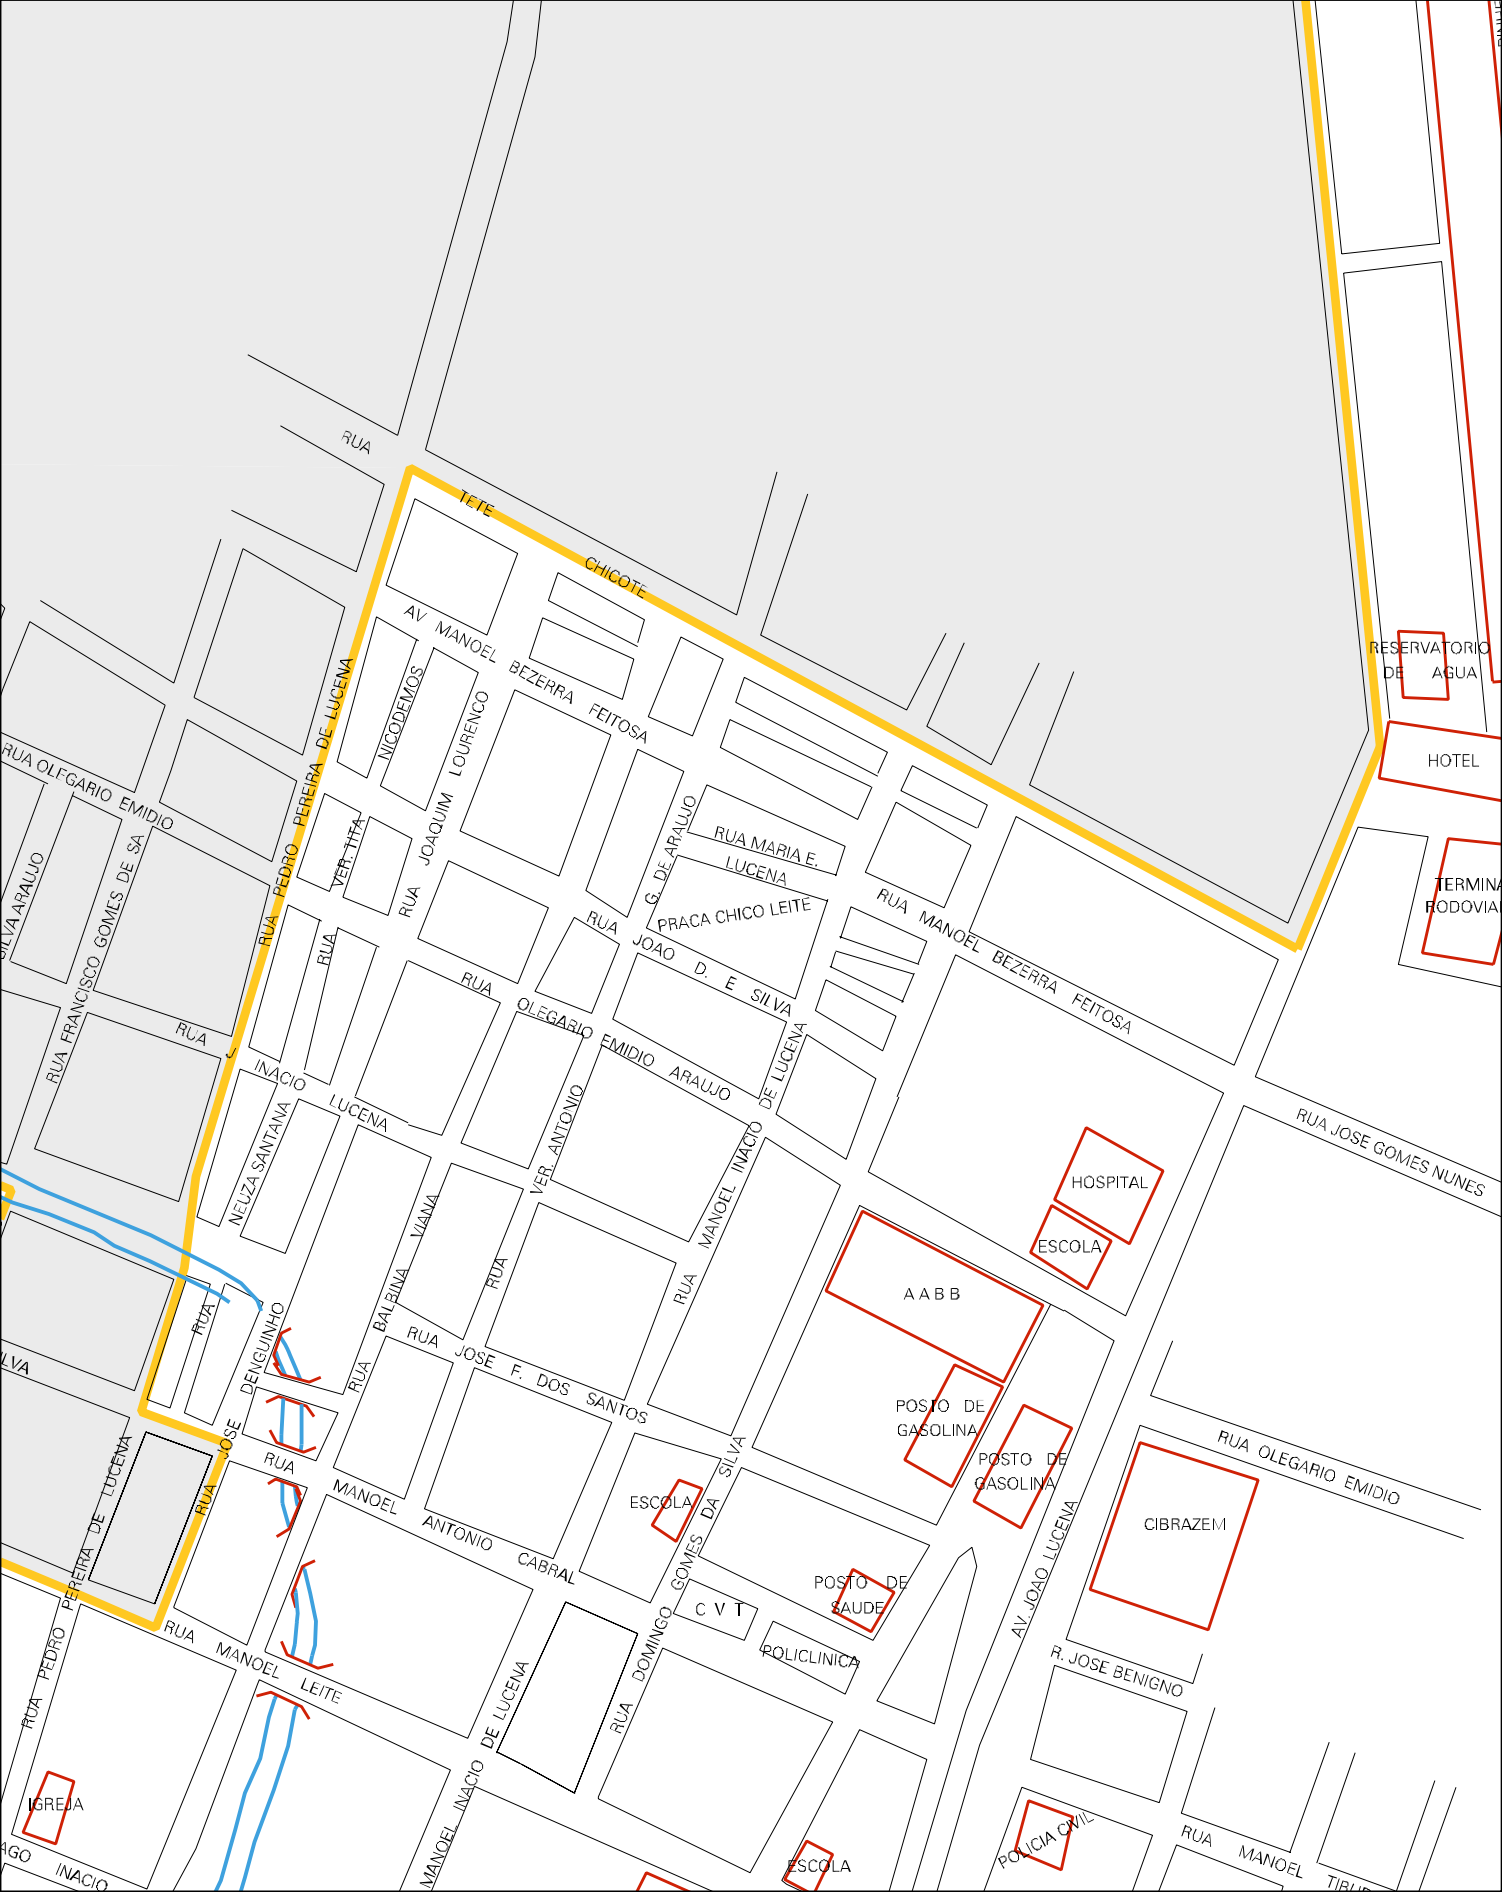 RUA TETE CHICOTE
AV MANOEL BEZERRA FEITOSA
RESERVATORIO
DE AGUA
HOTEL
RUA PEDRO PEREIRA DE LUCENA
NICODEMOS
RUA JOAQUIM LOURENCO
RUA OLEGARIO EMIDIO
SILVA ARAUJO
RUA FRANCISCO GOMES DE SA
RUA VER. TITA
G. DE ARAUJO
RUA MARIA E.
LUCENA
PRACA CHICO LEITE
RUA JOAO D. E SILVA
RUA MANOEL BEZERRA FEITOSA
TERMINA
RODOVIA
RUA J INACIO LUCENA
RUA OLEGARIO EMIDIO ARAUJO
NEUZA SANTANA
RUA
RUA VER. ANTONIO
RUA MANOEL INACIO DE LUCENA
RUA JOSE GOMES NUNES
HOSPITAL
ESCOLA
A A B B
RUA BALBINA VIANA
RUA JOSE DENGUINHO
RUA JOSE F. DOS SANTOS
LVA
POSTO DE
GASOLINA
POSTO DE
GASOLINA
RUA OLEGARIO EMIDIO
CIBRAZEM
RUA MANOEL ANTONIO CABRAL
ESCOLA
RUA DOMINGO GOMES DA SILVA
AV. JOAO LUCENA
POSTO DE
SAUDE
C V T
POLICLINICA
R. JOSE BENIGNO
RUA PEDRO PEREIRA DE LUCENA
RUA MANOEL LEITE
MANOEL INACIO DE LUCENA
IGREJA
AGO INACIO
ESCOLA
POLICIA CIVIL
RUA MANOEL